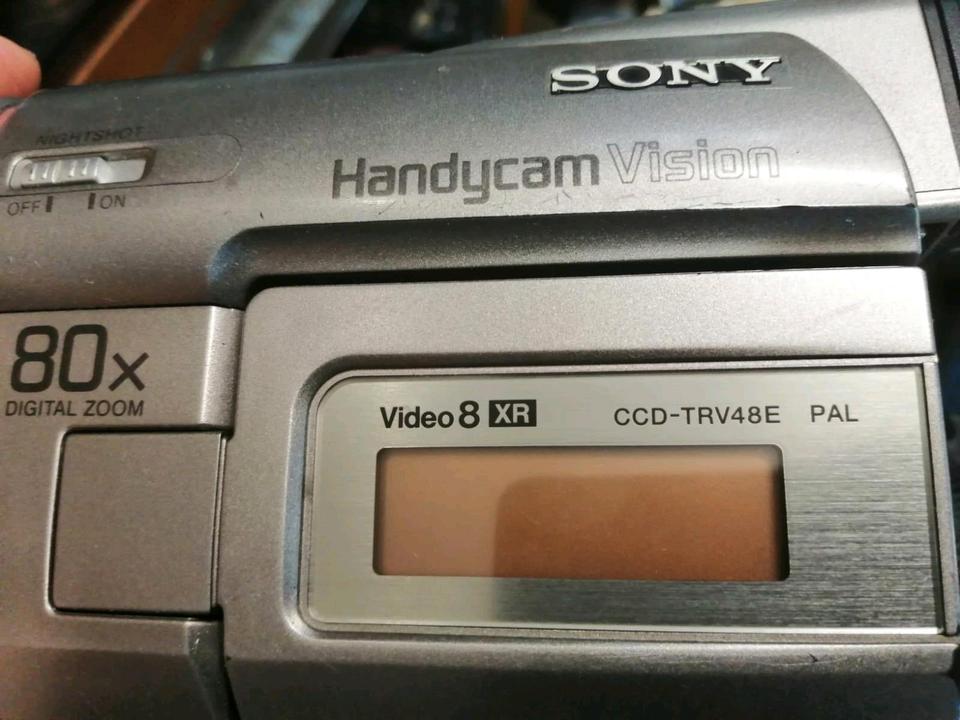 SONY
Handycam Vision
NIGHTSHOT
OFF ON
80x
DIGITAL ZOOM
Video 8 XR CCD-TRV48E PAL